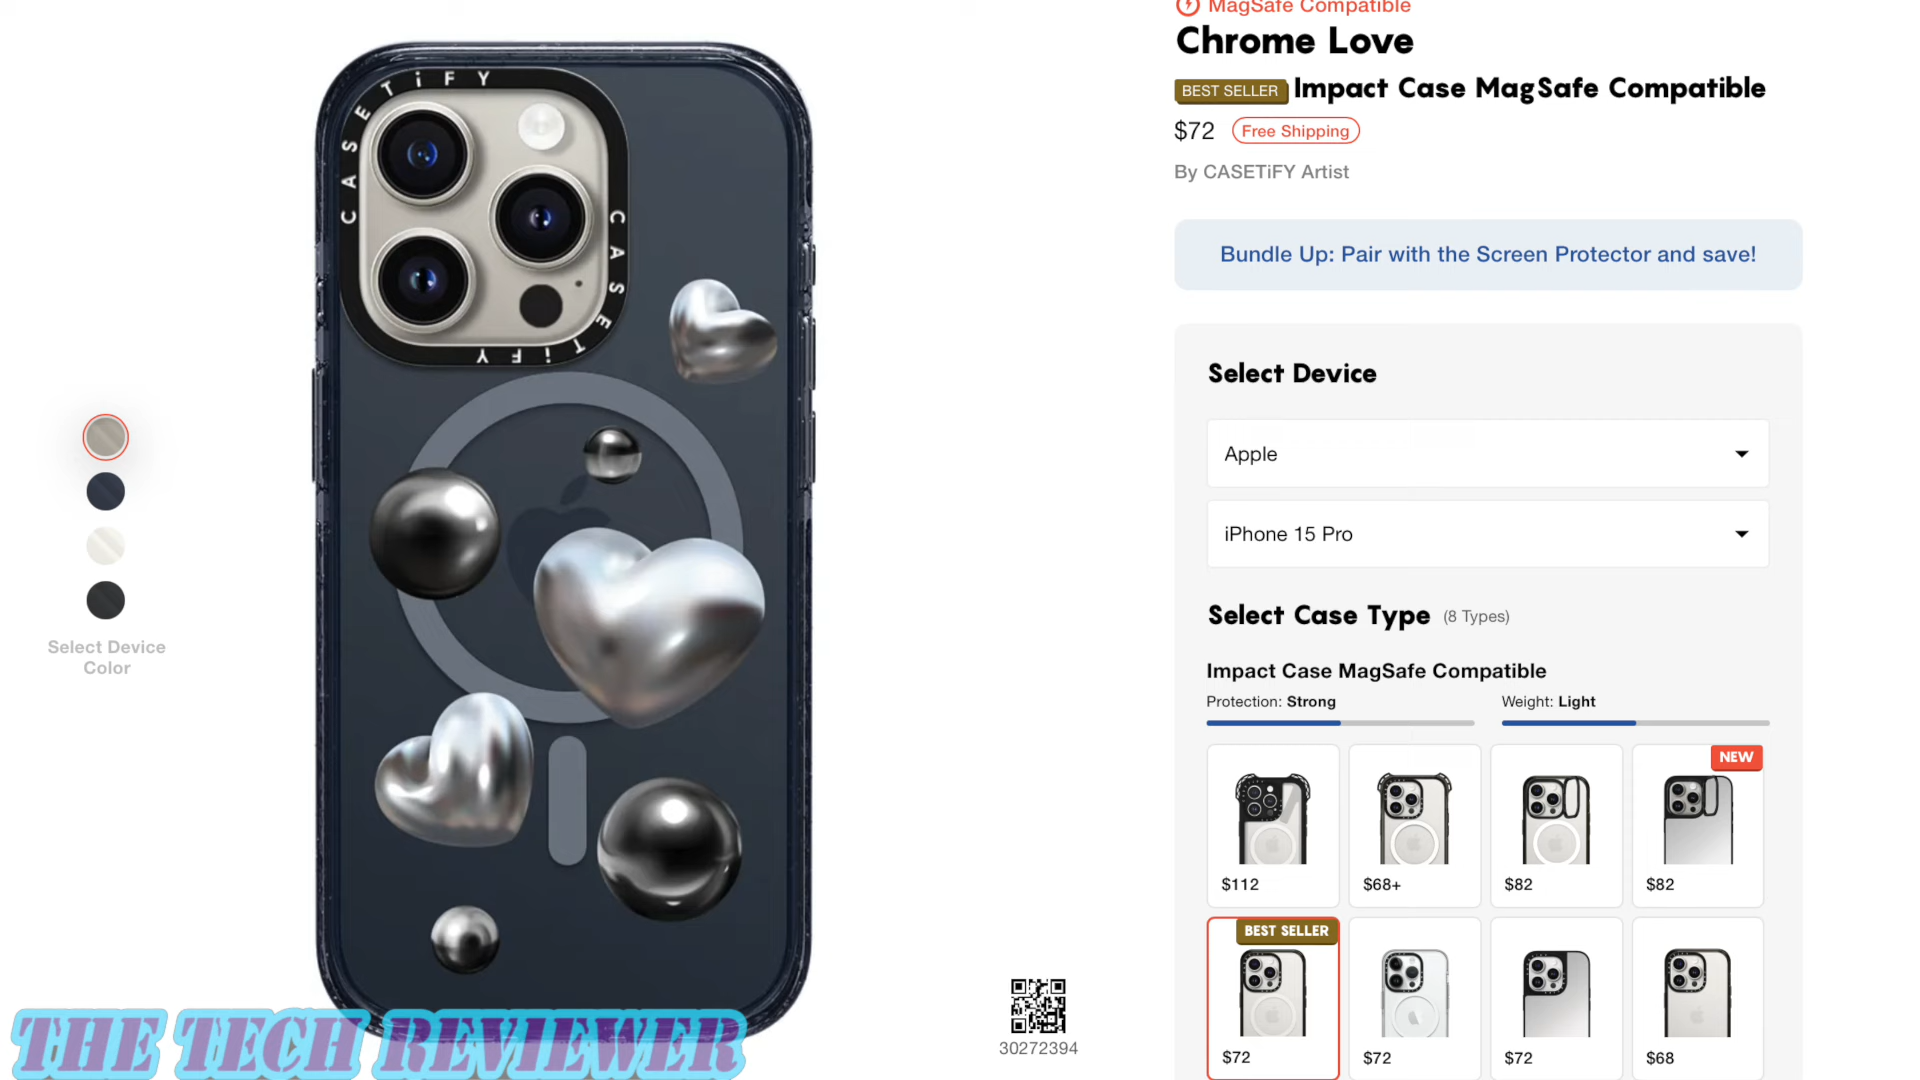 MagSafe Compatible
Chrome Love
BEST SELLER Impact Case MagSafe Compatible
$72 Free Shipping
By CASETiFY Artist
Bundle Up: Pair with the Screen Protector and save!
Select Device
Apple
iPhone 15 Pro
Select Case Type (8 Types)
Impact Case MagSafe Compatible
Protection: Strong
Weight: Light
NEW
$112
$68+
$82
$82
BEST SELLER
$72
$72
$72
$68
CASETiFY
CASETiFY
Select Device
Color
30272394
THE TECH REVIEWER